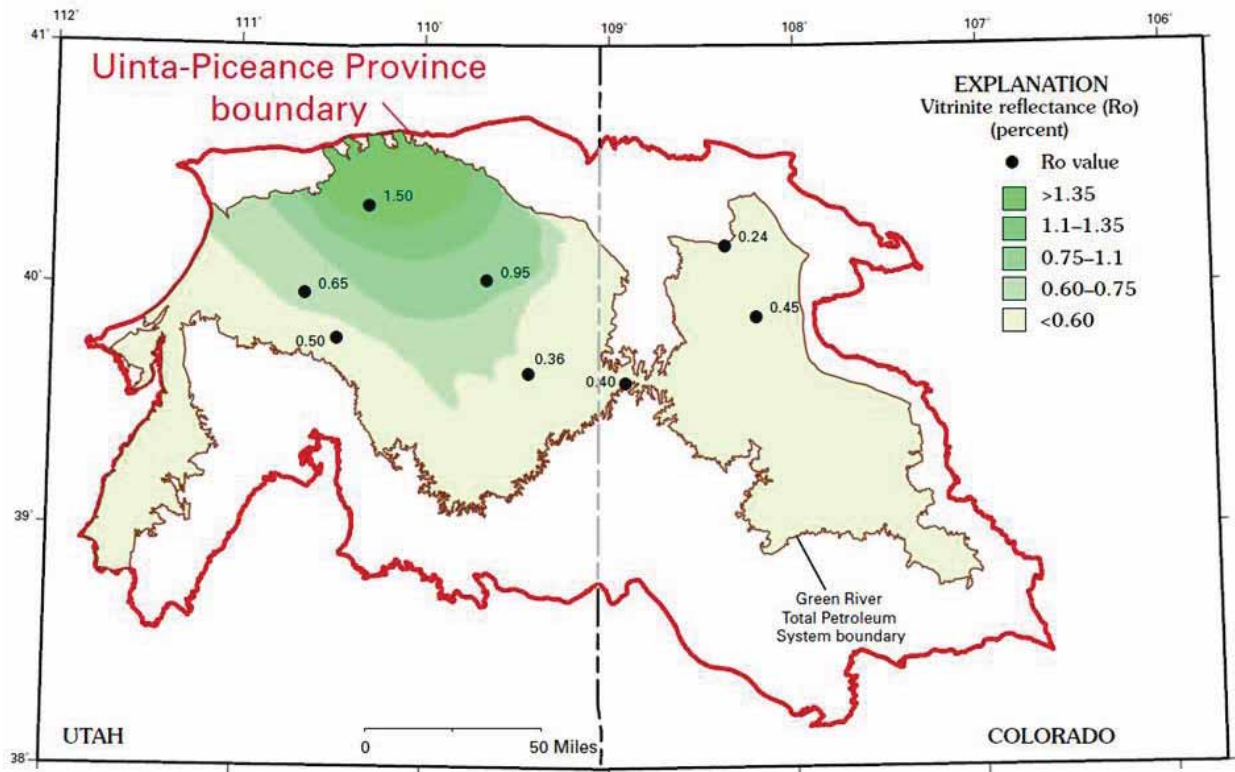 112°
111°
110°
109°
108°
107°
106°
41°
Uinta-Piceance Province
boundary
EXPLANATION
Vitrinite reflectance (Ro)
(percent)
Ro value
>1.35
1.1–1.35
0.75–1.1
0.60–0.75
<0.60
1.50
0.24
40°
0.65
0.95
0.45
0.50
0.36
0.40
39°
Green River
Total Petroleum
System boundary
UTAH
0
50 Miles
COLORADO
38°